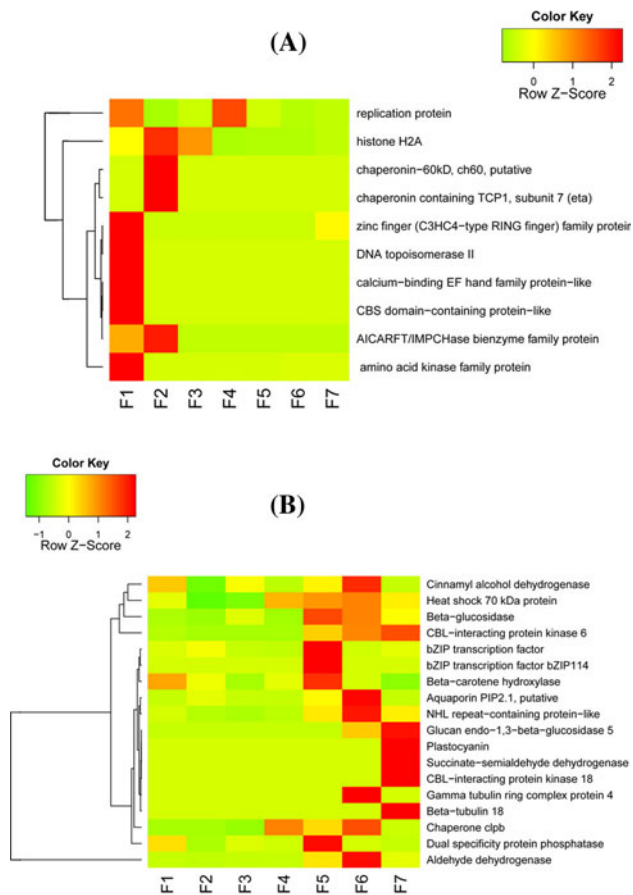 (A)
Color Key
0 1 2
Row Z−Score
replication protein
histone H2A
chaperonin−60kD, ch60, putative
chaperonin containing TCP1, subunit 7 (eta)
zinc finger (C3HC4−type RING finger) family protein
DNA topoisomerase II
calcium−binding EF hand family protein−like
CBS domain−containing protein−like
AICARFT/IMPCHase bienzyme family protein
amino acid kinase family protein
F1 F2 F3 F4 F5 F6 F7
Color Key
−1 0 1 2
Row Z−Score
(B)
Cinnamyl alcohol dehydrogenase
Heat shock 70 kDa protein
Beta−glucosidase
CBL−interacting protein kinase 6
bZIP transcription factor
bZIP transcription factor bZIP114
Beta−carotene hydroxylase
Aquaporin PIP2.1, putative
NHL repeat−containing protein−like
Glucan endo−1,3−beta−glucosidase 5
Plastocyanin
Succinate−semialdehyde dehydrogenase
CBL−interacting protein kinase 18
Gamma tubulin ring complex protein 4
Beta−tubulin 18
Chaperone clpb
Dual specificity protein phosphatase
Aldehyde dehydrogenase
F1 F2 F3 F4 F5 F6 F7